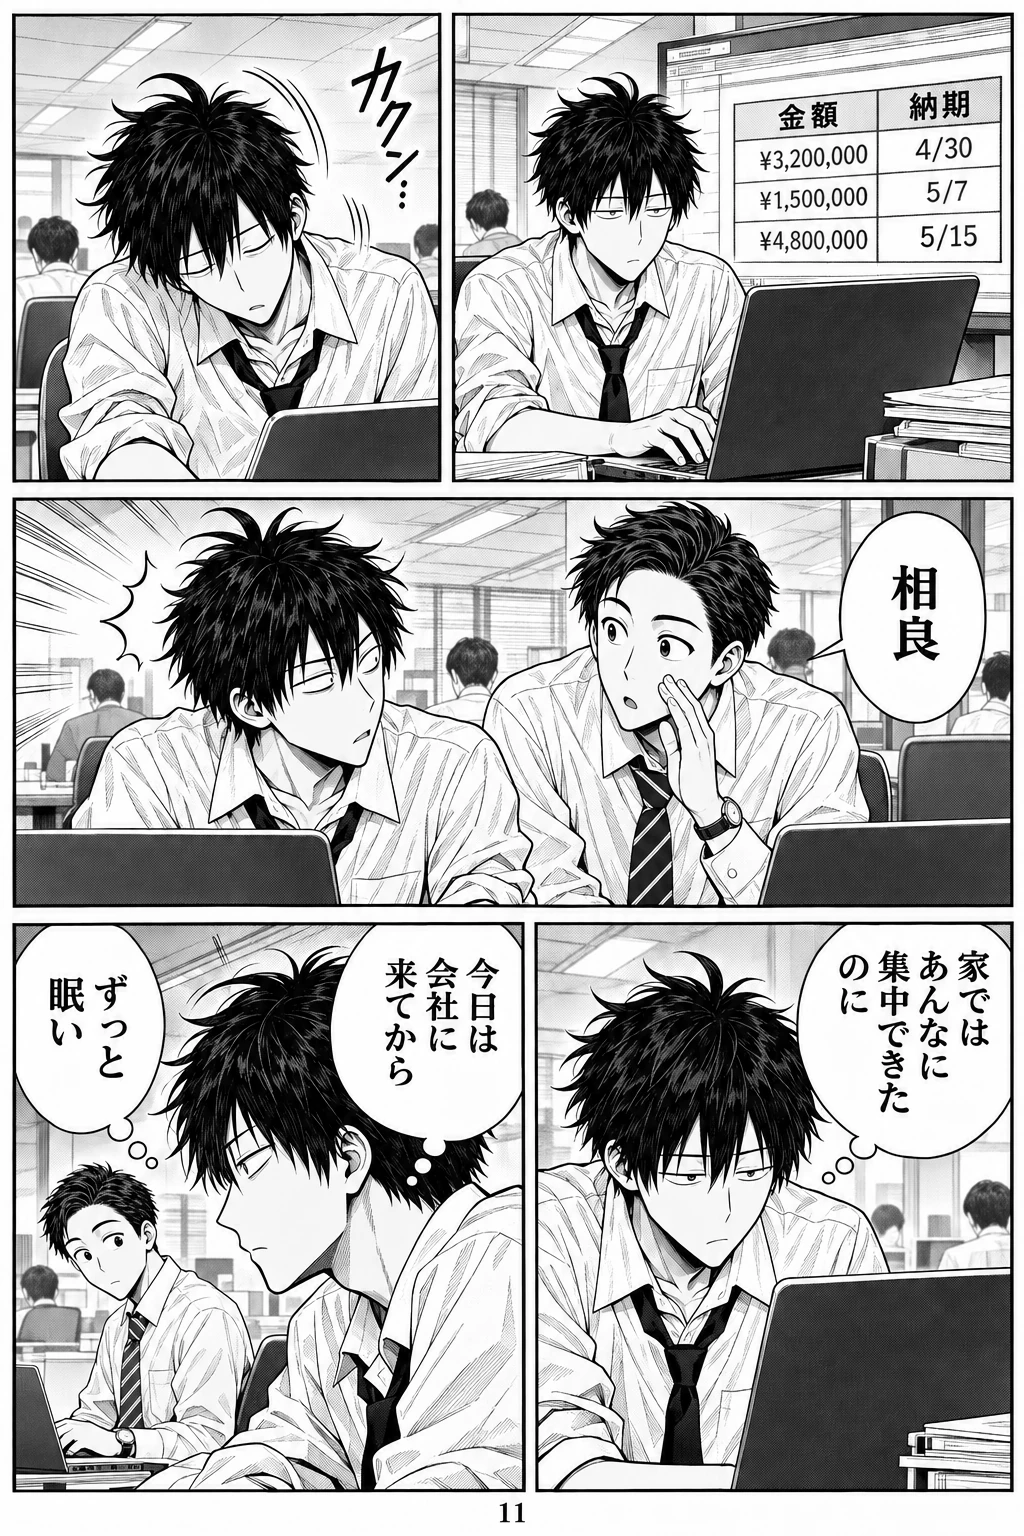 金額 納期
¥3,200,000 4/30
¥1,500,000 5/7
¥4,800,000 5/15
カクン…
相良
家では
あんなに
集中できた
のに
今日は
会社に
来てから
ずっと
眠い
11